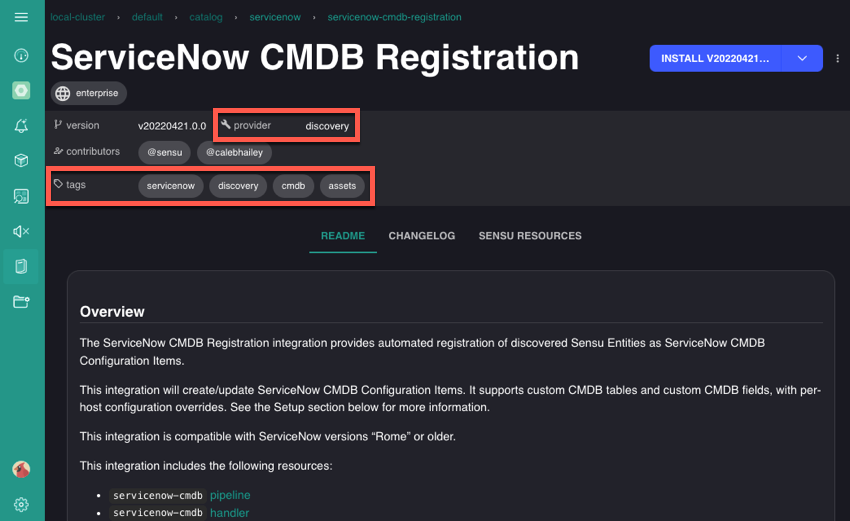 local-cluster › default › catalog › servicenow › servicenow-cmdb-registration
ServiceNow CMDB Registration
INSTALL V20220421...
enterprise
version v20220421.0.0 provider discovery
contributors @sensu @calebhailey
tags servicenow discovery cmdb assets
README CHANGELOG SENSU RESOURCES
Overview
The ServiceNow CMDB Registration integration provides automated registration of discovered Sensu Entities as ServiceNow CMDB
Configuration Items.
This integration will create/update ServiceNow CMDB Configuration Items. It supports custom CMDB tables and custom CMDB fields, with per-
host configuration overrides. See the Setup section below for more information.
This integration is compatible with ServiceNow versions “Rome” or older.
This integration includes the following resources:
• servicenow-cmdb pipeline
• servicenow-cmdb handler